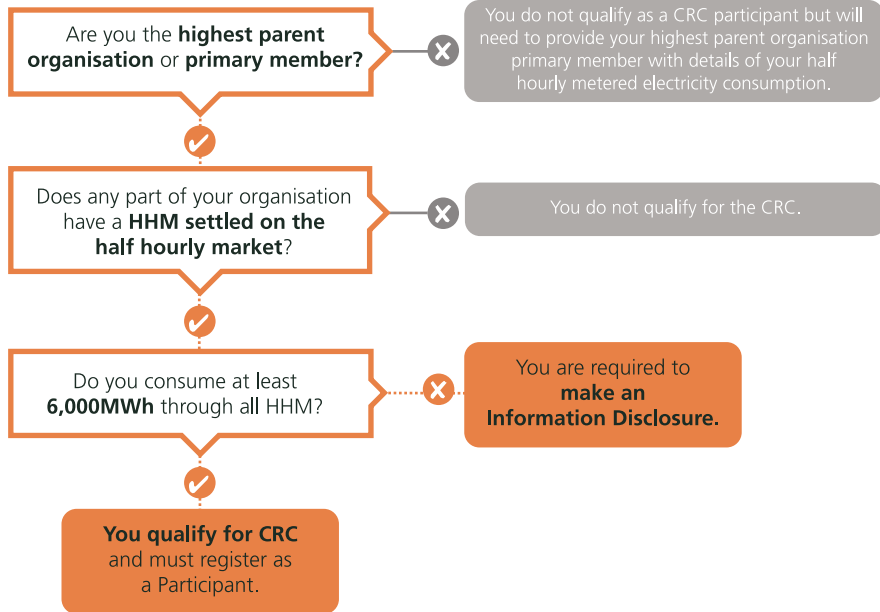 Are you the highest parent
organisation or primary member?
You do not qualify as a CRC participant but will
need to provide your highest parent organisation
primary member with details of your half
hourly metered electricity consumption.
Does any part of your organisation
have a HHM settled on the
half hourly market?
You do not qualify for the CRC.
Do you consume at least
6,000MWh through all HHM?
You are required to
make an
Information Disclosure.
You qualify for CRC
and must register as
a Participant.